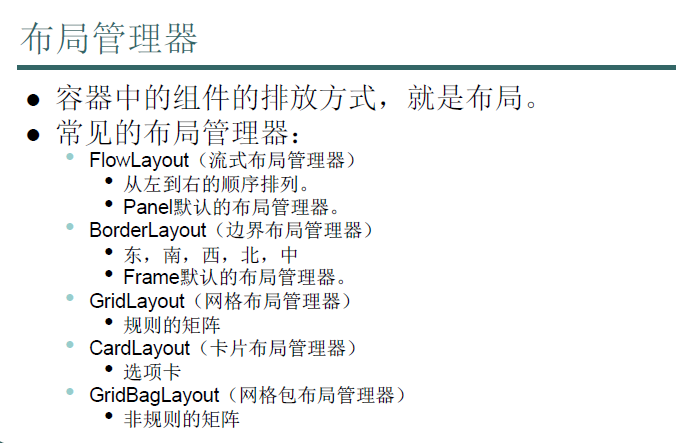 布局管理器
● 容器中的组件的排放方式，就是布局。
● 常见的布局管理器：
• FlowLayout（流式布局管理器）
• 从左到右的顺序排列。
• Panel默认的布局管理器。
• BorderLayout（边界布局管理器）
• 东，南，西，北，中
• Frame默认的布局管理器。
• GridLayout（网格布局管理器）
• 规则的矩阵
• CardLayout（卡片布局管理器）
• 选项卡
• GridBagLayout（网格包布局管理器）
• 非规则的矩阵